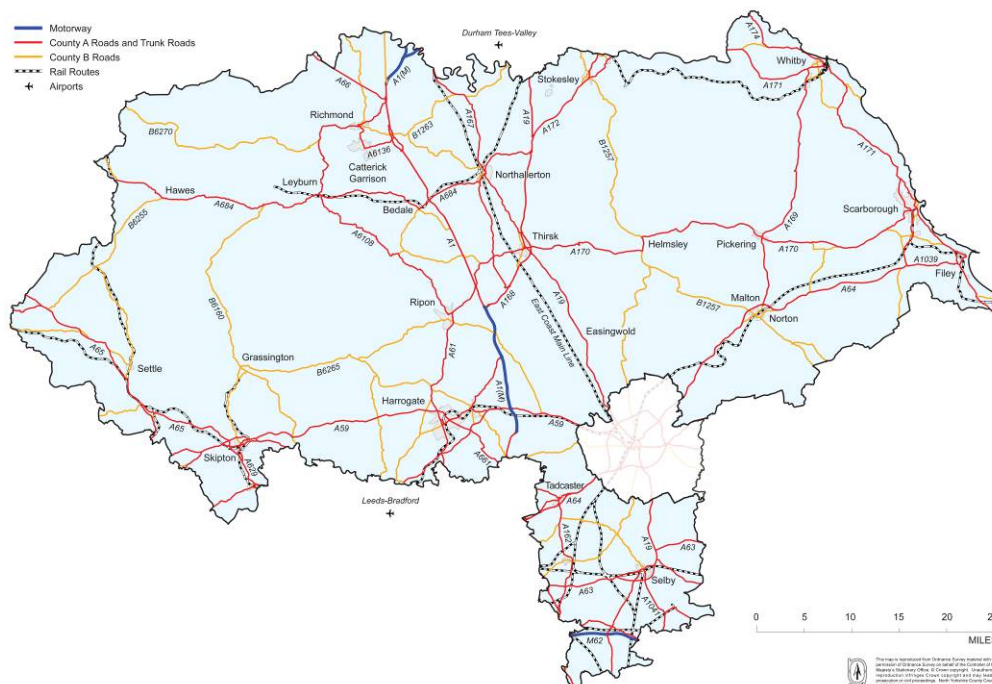 Motorway
County A Roads and Trunk Roads
County B Roads
Rail Routes
Airports
Durham Tees-Valley
A174
Whitby
A171
Stokesley
A66
A1(M)
A167
A19
A172
Richmond
B6270
B1263
A6136
B1257
A171
Catterick
Garrison
Leyburn
Northallerton
Hawes
A684
Bedale
A684
Scarborough
B6255
A169
A6108
A1
Thirsk
Helmsley
Pickering
A170
A170
A1039
Filey
B6160
Ripon
A168
A19
East Coast Main Line
B1257
Malton
A64
Norton
Easingwold
A65
Settle
Grassington
B6265
A61
A1(M)
Harrogate
A65
A59
A59
Skipton
A629
A661
Leeds-Bradford
Tadcaster
A64
A162
A19
A63
A63
Selby
A1041
M62
0 5 10 15 20
MILES